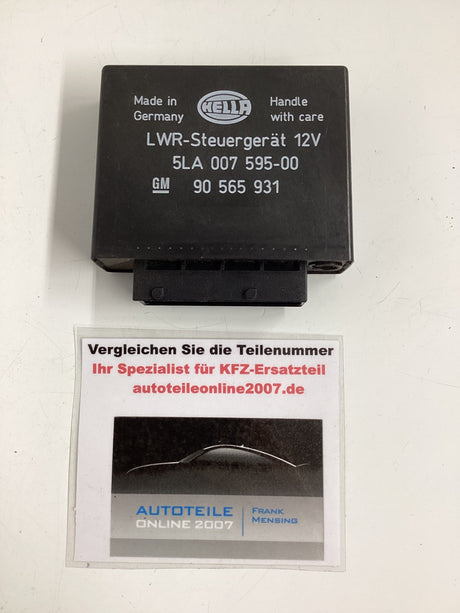 Made in
Germany
HELLA
Handle
with care
LWR-Steuergerät 12V
5LA 007 595-00
GM 90 565 931
Vergleichen Sie die Teilenummer
Ihr Spezialist für KFZ-Ersatzteil
autoteileonline2007.de
AUTOTEILE
ONLINE 2007
FRANK
MENSING